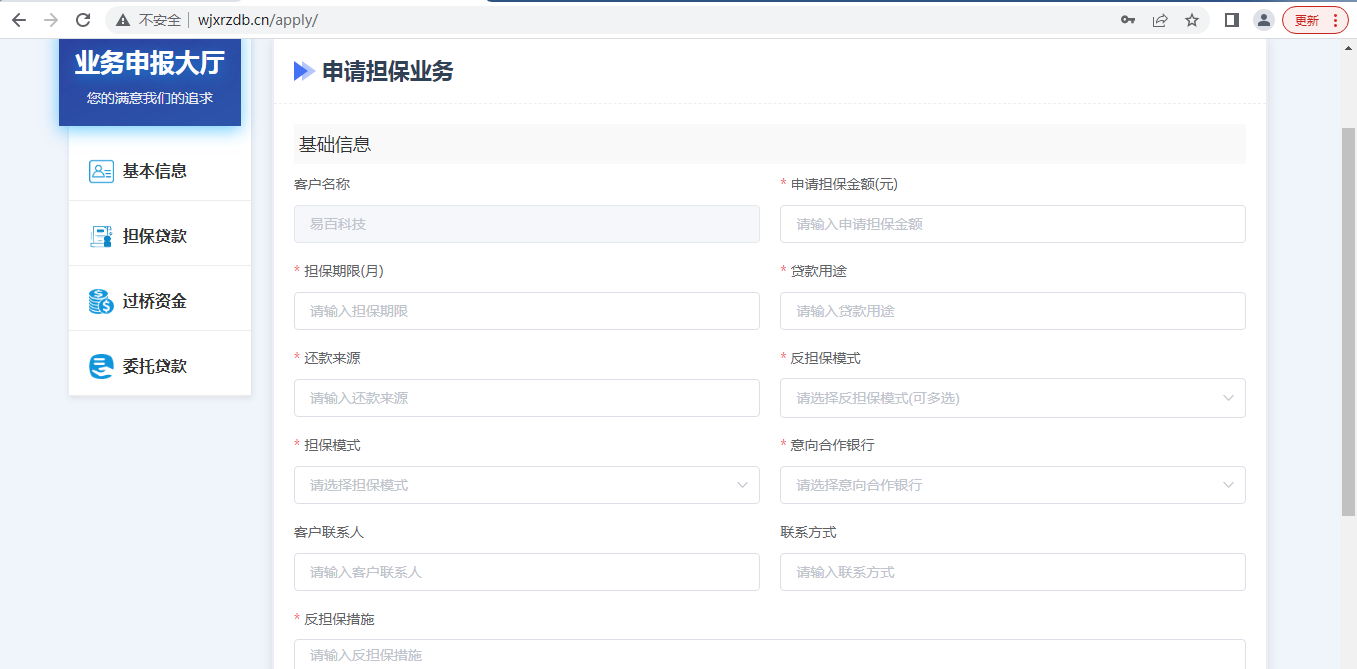 不安全 wjxrzdb.cn/apply/ 更新
业务申报大厅
您的满意我们的追求
基本信息
担保贷款
过桥资金
委托贷款
申请担保业务
基础信息
客户名称
易百科技
* 申请担保金额(元)
请输入申请担保金额
* 担保期限(月)
请输入担保期限
* 贷款用途
请输入贷款用途
* 还款来源
请输入还款来源
* 反担保模式
请选择反担保模式(可多选)
* 担保模式
请选择担保模式
* 意向合作银行
请选择意向合作银行
客户联系人
请输入客户联系人
联系方式
请输入联系方式
* 反担保措施
请输入反担保措施